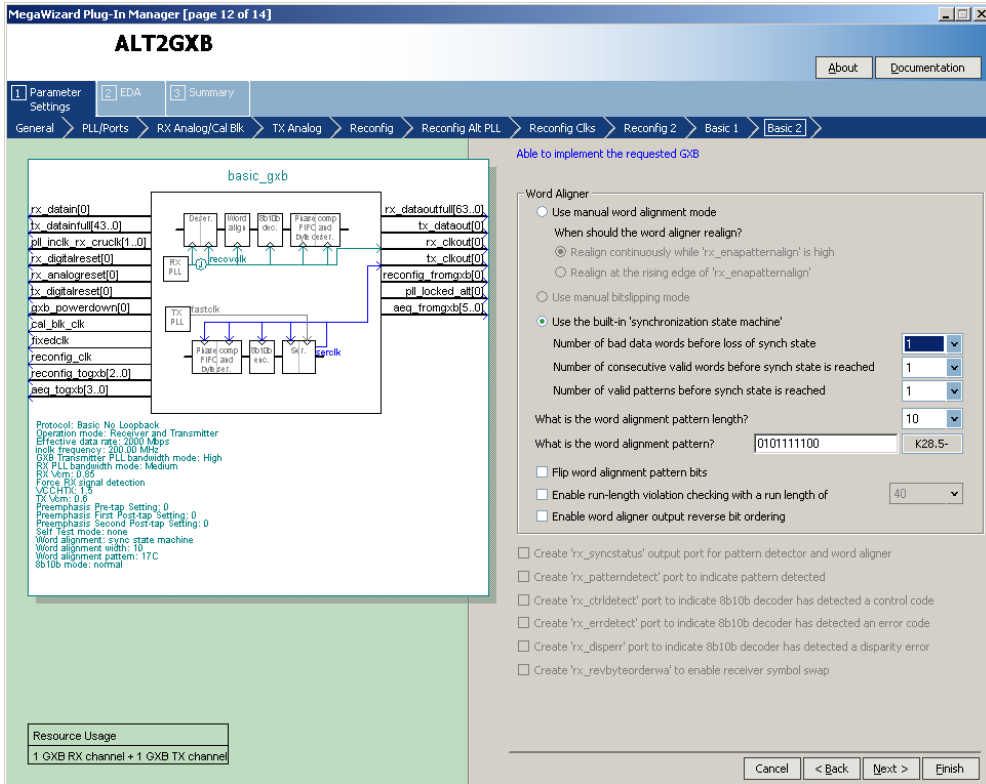 MegaWizard Plug-In Manager [page 12 of 14]
ALT2GXB
About
Documentation
1 Parameter Settings
2 EDA
3 Summary
General
PLL/Ports
RX Analog/Cal Blk
TX Analog
Reconfig
Reconfig Alt PLL
Reconfig Clks
Reconfig 2
Basic 1
Basic 2
basic_gxb
rx_datain[0]
tx_datainfull[43..0]
pll_inclk_rx_cruclk[1..0]
rx_digitalreset[0]
rx_analogreset[0]
tx_digitalreset[0]
gxb_powerdown[0]
cal_blk_clk
fixedclk
reconfig_clk
reconfig_togxb[2..0]
aeq_togxb[3..0]
Deser.
Word
align
8b10b
dec.
Phase comp
FIFO and
byte deser.
RX
PLL
recovclk
TX
PLL
fastclk
Phase comp
FIFO and
byte ser.
8b10b
enc.
Ser.
serclk
rx_dataoutfull[63..0]
tx_dataout[0]
rx_clkout[0]
tx_clkout[0]
reconfig_fromgxb[0]
pll_locked_alt[0]
aeq_fromgxb[5..0]
Protocol: Basic No Loopback
Operation mode: Receiver and Transmitter
Effective data rate: 2000 Mbps
inclk frequency: 200.00 MHz
GXB Transmitter PLL bandwidth mode: High
RX PLL bandwidth mode: Medium
RX Vcm: 0.85
Force RX signal detection
VCCHTX: 1.5
TX Vcm: 0.6
Preemphasis Pre-tap Setting: 0
Preemphasis First Post-tap Setting: 0
Preemphasis Second Post-tap Setting: 0
Self Test mode: none
Word alignment: sync state machine
Word alignment width: 10
Word alignment pattern: 17C
8b10b mode: normal
Resource Usage
1 GXB RX channel + 1 GXB TX channel
Able to implement the requested GXB
Word Aligner
Use manual word alignment mode
When should the word aligner realign?
Realign continuously while 'rx_enapatternalign' is high
Realign at the rising edge of 'rx_enapatternalign'
Use manual bitslipping mode
Use the built-in 'synchronization state machine'
Number of bad data words before loss of synch state 1
Number of consecutive valid words before synch state is reached 1
Number of valid patterns before synch state is reached 1
What is the word alignment pattern length? 10
What is the word alignment pattern? 0101111100 K28.5-
Flip word alignment pattern bits
Enable run-length violation checking with a run length of 40
Enable word aligner output reverse bit ordering
Create 'rx_syncstatus' output port for pattern detector and word aligner
Create 'rx_patterndetect' port to indicate pattern detected
Create 'rx_ctrldetect' port to indicate 8b10b decoder has detected a control code
Create 'rx_errdetect' port to indicate 8b10b decoder has detected an error code
Create 'rx_disperr' port to indicate 8b10b decoder has detected a disparity error
Create 'rx_revbyteorderwa' to enable receiver symbol swap
Cancel
< Back
Next >
Finish